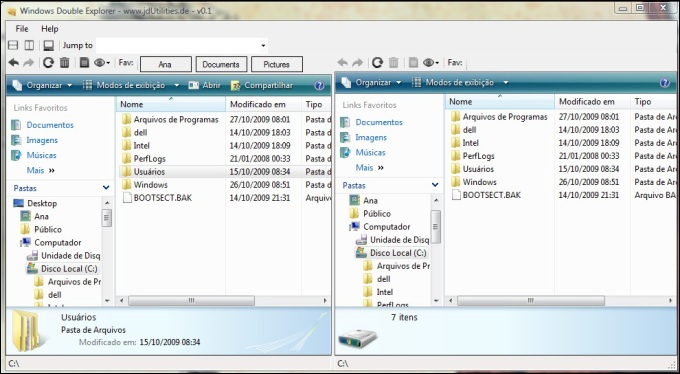 Windows Double Explorer - www.jdUtilities.de - v0.1
File Help
Jump to
Fav: Ana Documents Pictures Fav:
Organizar Modos de exibição Abrir Compartilhar
Links Favoritos
Documentos
Imagens
Músicas
Mais »
Pastas
Desktop
Ana
Público
Computador
Unidade de Disq
Disco Local (C:)
Arquivos de Pr
dell
Intel
Nome Modificado em Tipo
Arquivos de Programas 27/10/2009 08:01 Pasta d
dell 14/10/2009 18:03 Pasta d
Intel 14/10/2009 18:09 Pasta d
PerfLogs 21/01/2008 00:33 Pasta d
Usuários 15/10/2009 08:34 Pasta d
Windows 26/10/2009 08:51 Pasta d
BOOTSECT.BAK 14/10/2009 21:31 Arquivo
Usuários
Pasta de Arquivos
Modificado em: 15/10/2009 08:34
C:\
Organizar Modos de exibição
Links Favoritos
Documentos
Imagens
Músicas
Mais »
Pastas
Ana
Público
Computador
Unidade de Disq
Disco Local (C:)
Arquivos de Pr
dell
Intel
PerfLogs
Nome Modificado em Tipo
Arquivos de Programas 27/10/2009 08:01 Pasta de Ar
dell 14/10/2009 18:03 Pasta de Ar
Intel 14/10/2009 18:09 Pasta de Ar
PerfLogs 21/01/2008 00:33 Pasta de Ar
Usuários 15/10/2009 08:34 Pasta de Ar
Windows 26/10/2009 08:51 Pasta de Ar
BOOTSECT.BAK 14/10/2009 21:31 Arquivo BA
7 itens
C:\